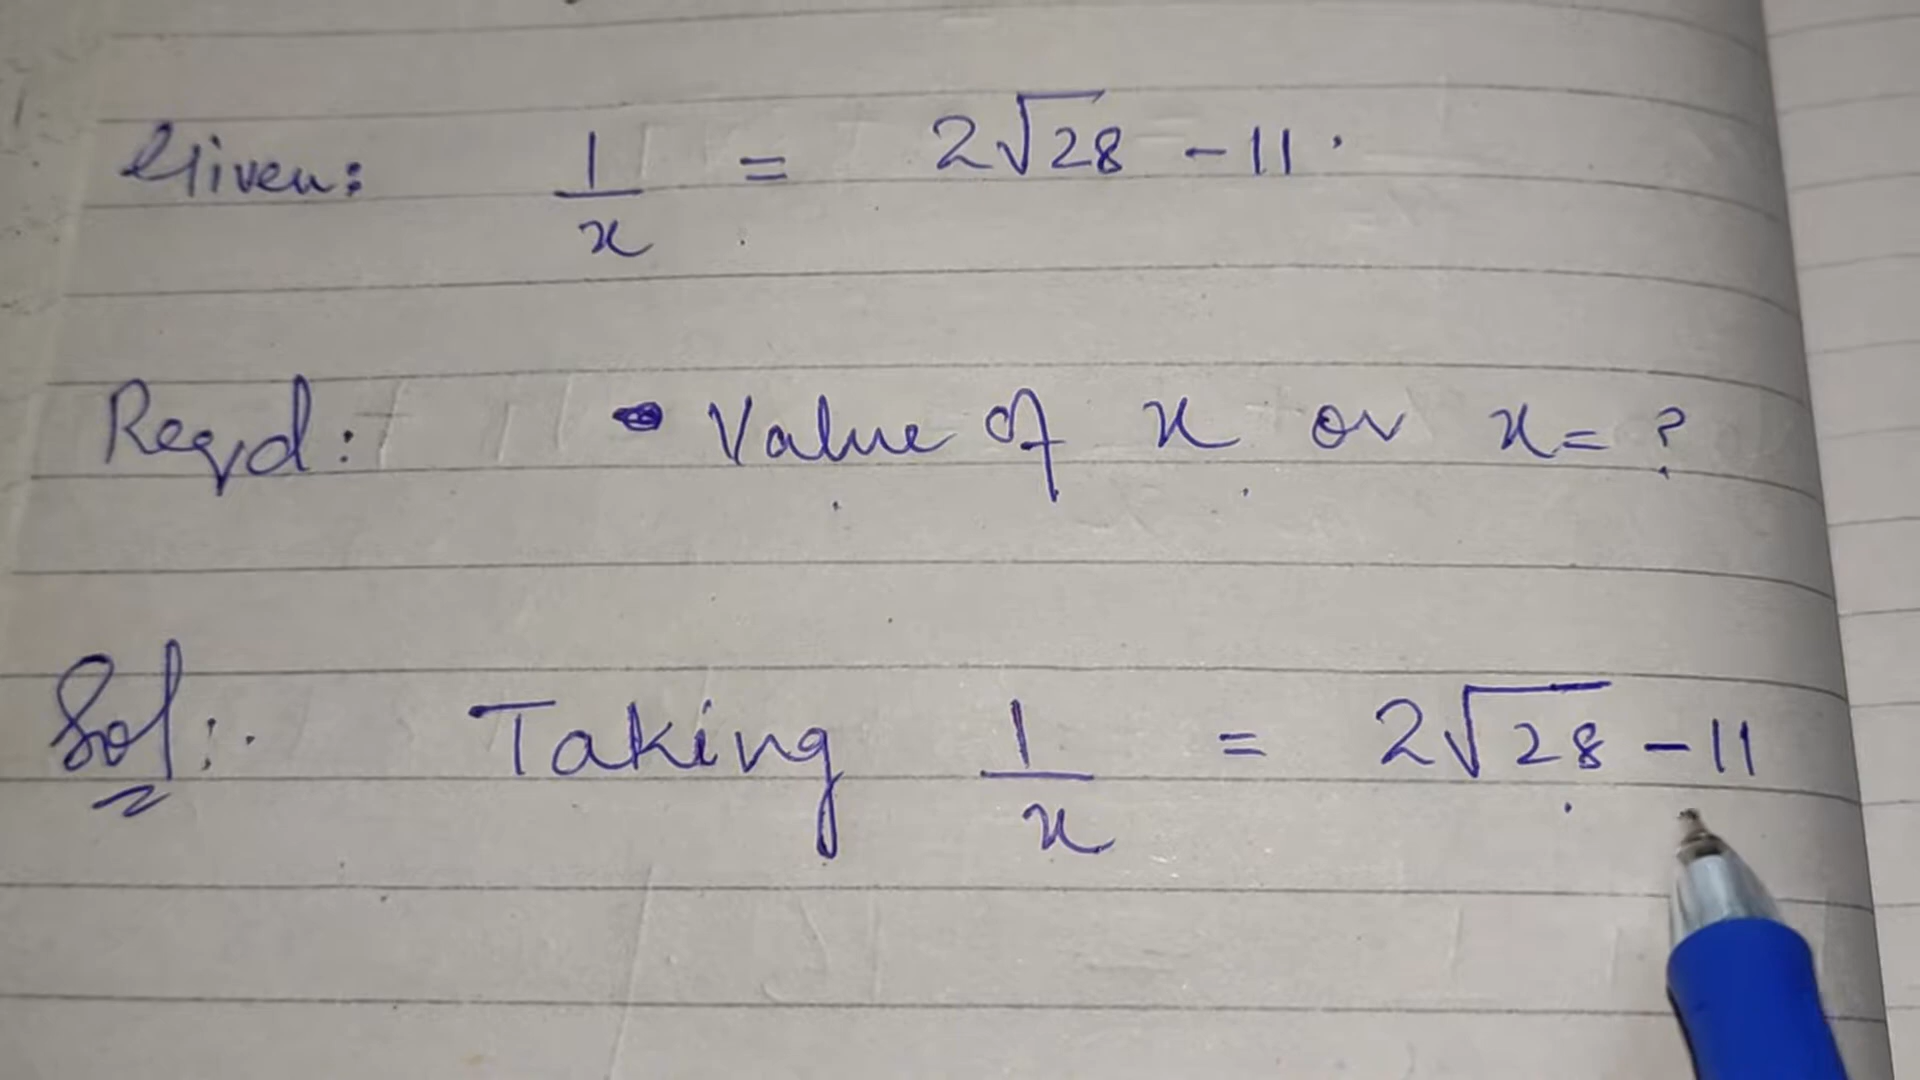 Given: 1/x = 2√28 - 11.
Reqd: Value of x or x = ?
Sol: Taking 1/x = 2√28 - 11